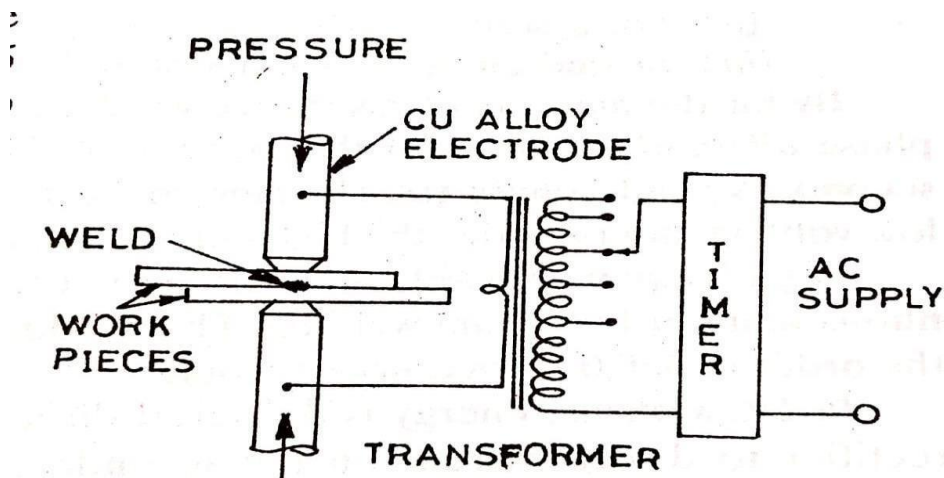 PRESSURE
CU ALLOY
ELECTRODE
WELD
WORK
PIECES
TIMER
AC
SUPPLY
TRANSFORMER